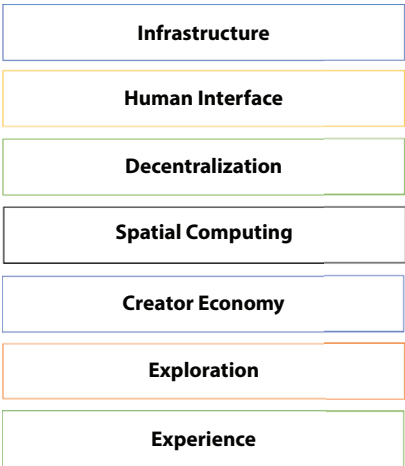 Infrastructure
Human Interface
Decentralization
Spatial Computing
Creator Economy
Exploration
Experience